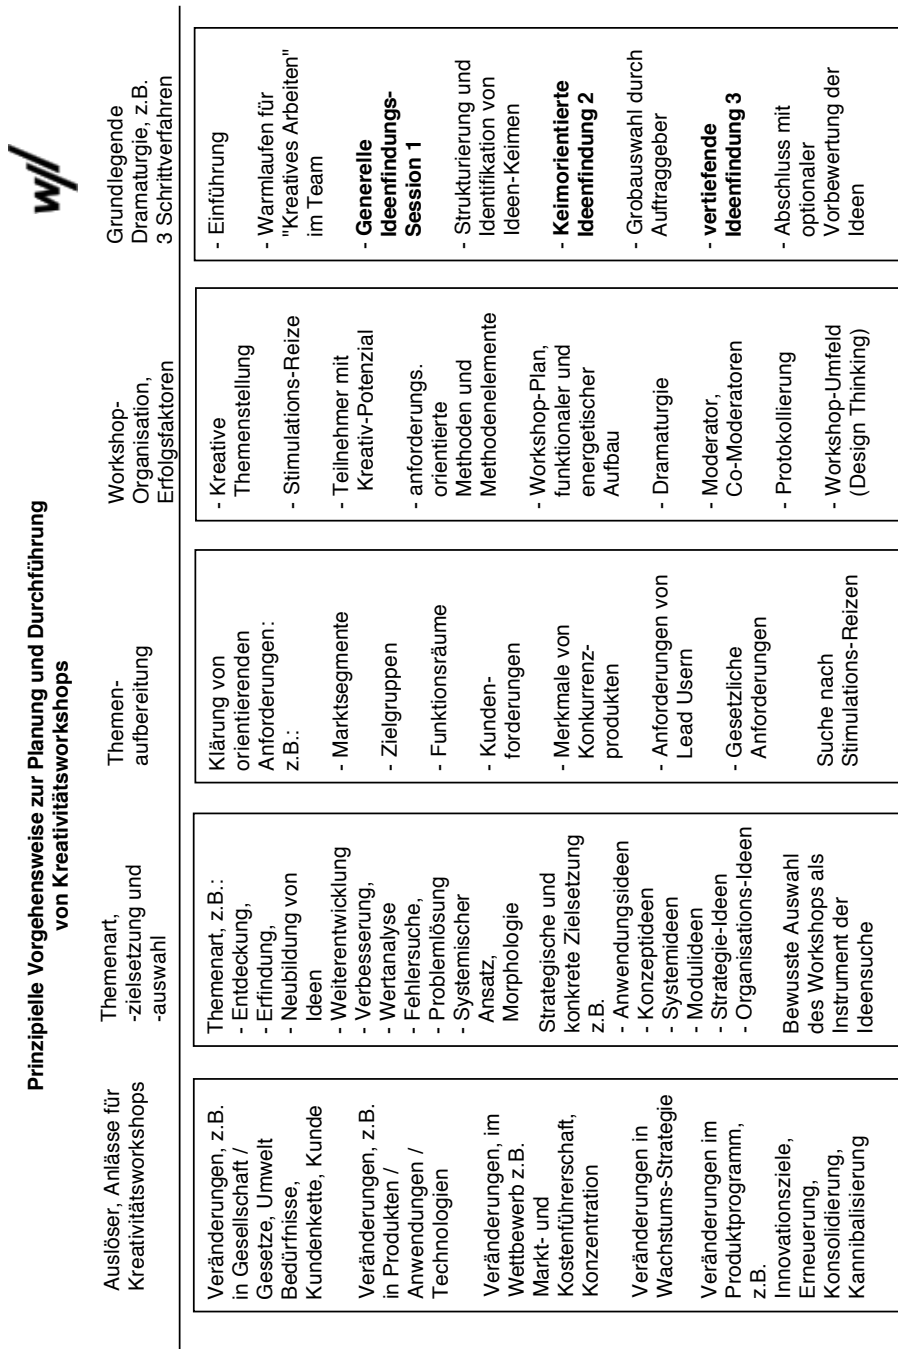 Prinzipielle Vorgehensweise zur Planung und Durchführung
von Kreativitätsworkshops
w//
Auslöser, Anlässe für
Kreativitätsworkshops
Veränderungen, z.B.
in Gesellschaft /
Gesetze, Umwelt
Bedürfnisse,
Kundenkette, Kunde
Veränderungen, z.B.
in Produkten /
Anwendungen /
Technologien
Veränderungen, im
Wettbewerb z.B.
Markt- und
Kostenführerschaft,
Konzentration
Veränderungen in
Wachstums-Strategie
Veränderungen im
Produktprogramm,
z.B.
Innovationsziele,
Erneuerung,
Konsolidierung,
Kannibalisierung
Themenart,
-zielsetzung und
-auswahl
Themenart, z.B.:
- Entdeckung,
- Erfindung,
- Neubildung von
Ideen
- Weiterentwicklung
- Verbesserung,
- Wertanalyse
- Fehlersuche,
- Problemlösung
- Systemischer
Ansatz,
Morphologie
Strategische und
konkrete Zielsetzung
z.B.
- Anwendungsideen
- Konzeptideen
- Systemideen
- Modulideen
- Strategie-Ideen
- Organisations-Ideen
Bewusste Auswahl
des Workshops als
Instrument der
Ideensuche
Themen-
aufbereitung
Klärung von
orientierenden
Anforderungen:
z.B.:
- Marktsegmente
- Zielgruppen
- Funktionsräume
- Kunden-
forderungen
- Merkmale von
Konkurrenz-
produkten
- Anforderungen von
Lead Usern
- Gesetzliche
Anforderungen
Suche nach
Stimulations-Reizen
Workshop-
Organisation,
Erfolgsfaktoren
- Kreative
Themenstellung
- Stimulations-Reize
- Teilnehmer mit
Kreativ-Potenzial
- anforderungs.
orientierte
Methoden und
Methodenelemente
- Workshop-Plan,
funktionaler und
energetischer
Aufbau
- Dramaturgie
- Moderator,
Co-Moderatoren
- Protokollierung
- Workshop-Umfeld
(Design Thinking)
Grundlegende
Dramaturgie, z.B.
3 Schrittverfahren
- Einführung
- Warmlaufen für
"Kreatives Arbeiten"
im Team
- Generelle
Ideenfindungs-
Session 1
- Strukturierung und
Identifikation von
Ideen-Keimen
- Keimorientierte
Ideenfindung 2
- Grobauswahl durch
Auftraggeber
- vertiefende
Ideenfindung 3
- Abschluss mit
optionaler
Vorbewertung der
Ideen